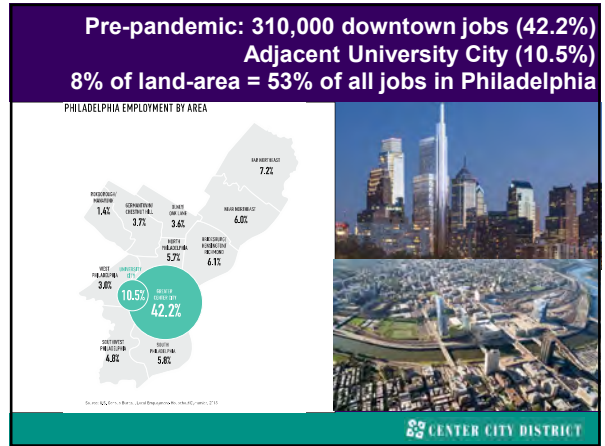 Pre-pandemic: 310,000 downtown jobs (42.2%)
Adjacent University City (10.5%)
8% of land-area = 53% of all jobs in Philadelphia
PHILADELPHIA EMPLOYMENT BY AREA
FAR NORTHEAST
7.2%
ROXBOROUGH/
MANAYUNK
1.4%
GERMANTOWN/
CHESTNUT HILL
3.7%
OAK LANE
3.6%
NEAR NORTHEAST
6.0%
NORTH
PHILADELPHIA
5.7%
BRIDESBURG/
KENSINGTON/
RICHMOND
6.1%
WEST
PHILADELPHIA
3.0%
UNIVERSITY
CITY
10.5%
GREATER
CENTER CITY
42.2%
SOUTHWEST
PHILADELPHIA
4.8%
SOUTH
PHILADELPHIA
5.8%
CENTER CITY DISTRICT